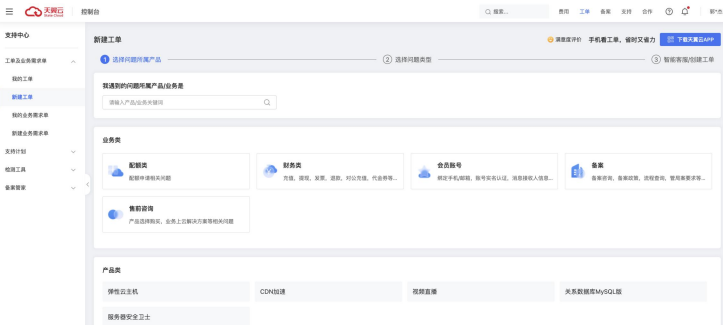 天翼云
State Cloud
控制台
搜索...
费用 工单 备案 支持 合作
支持中心
工单及业务需求单
我的工单
新建工单
我的业务需求单
新建业务需求单
支持计划
检测工具
备案管家
新建工单
满意度评价 手机看工单，省时又省力 下载天翼云APP
1 选择问题所属产品
2 选择问题类型
3 智能客服/创建工单
我遇到的问题所属产品/业务是
请输入产品/业务关键词
业务类
配额类
配额申请相关问题
财务类
充值、提现、发票、退款、对公充值、代金券等...
会员账号
绑定手机/邮箱、账号实名认证、消息接收人信息...
备案
备案咨询、备案政策、流程查询、管局要求等...
售前咨询
产品选择购买、业务上云解决方案等相关问题
产品类
弹性云主机
CDN加速
视频直播
关系数据库MySQL版
服务器安全卫士